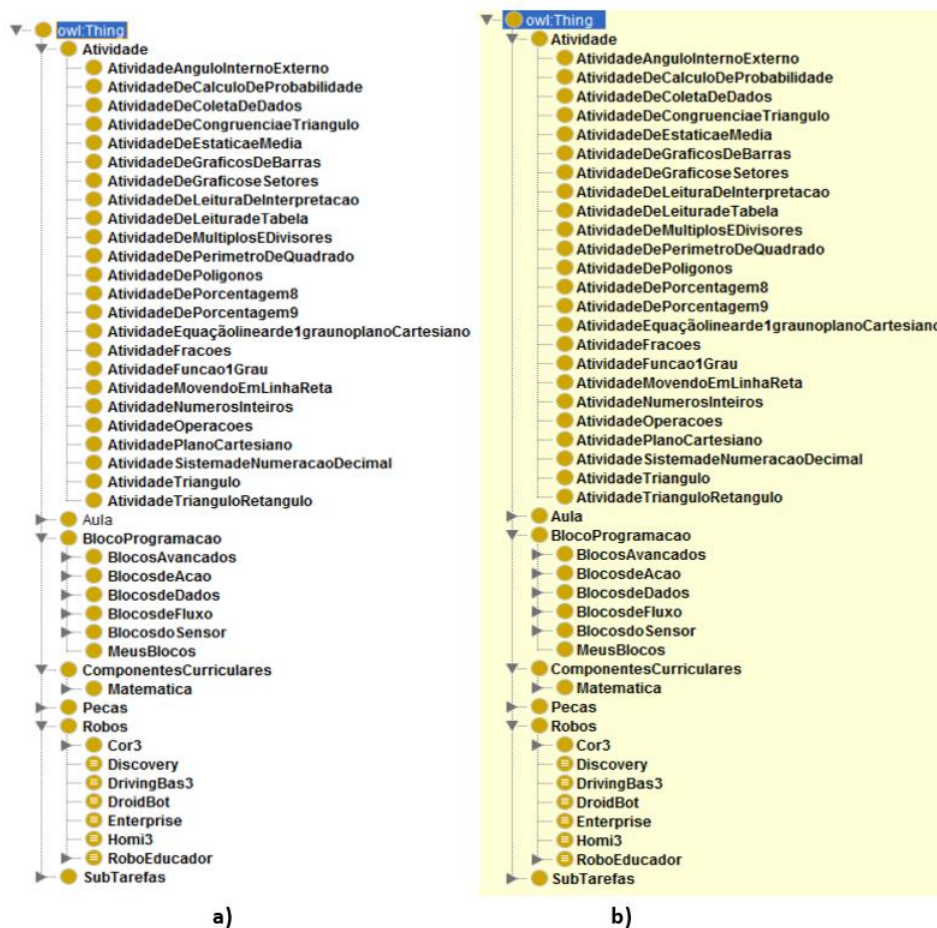 owl:Thing
Atividade
AtividadeAnguloInternoExterno
AtividadeDeCalculoDeProbabilidade
AtividadeDeColetaDeDados
AtividadeDeCongruenciaeTriangulo
AtividadeDeEstaticaeMedia
AtividadeDeGraficosDeBarras
AtividadeDeGraficoseSetores
AtividadeDeLeituraDeInterpretacao
AtividadeDeLeituradeTabela
AtividadeDeMultiplosEDivisores
AtividadeDePerimetroDeQuadrado
AtividadeDePoligonos
AtividadeDePorcentagem8
AtividadeDePorcentagem9
AtividadeEquaçãolinearde1graunoplanoCartesiano
AtividadeFracoes
AtividadeFuncao1Grau
AtividadeMovendoEmLinhaReta
AtividadeNumerosInteiros
AtividadeOperacoes
AtividadePlanoCartesiano
AtividadeSistemadeNumeracaoDecimal
AtividadeTriangulo
AtividadeTrianguloRetangulo
Aula
BlocoProgramacao
BlocosAvancados
BlocosdeAcao
BlocosdeDados
BlocosdeFluxo
BlocosdoSensor
MeusBlocos
ComponentesCurriculares
Matematica
Pecas
Robos
Cor3
Discovery
DrivingBas3
DroidBot
Enterprise
Homi3
RoboEducador
SubTarefas
a)
owl:Thing
Atividade
AtividadeAnguloInternoExterno
AtividadeDeCalculoDeProbabilidade
AtividadeDeColetaDeDados
AtividadeDeCongruenciaeTriangulo
AtividadeDeEstaticaeMedia
AtividadeDeGraficosDeBarras
AtividadeDeGraficoseSetores
AtividadeDeLeituraDeInterpretacao
AtividadeDeLeituradeTabela
AtividadeDeMultiplosEDivisores
AtividadeDePerimetroDeQuadrado
AtividadeDePoligonos
AtividadeDePorcentagem8
AtividadeDePorcentagem9
AtividadeEquaçãolinearde1graunoplanoCartesiano
AtividadeFracoes
AtividadeFuncao1Grau
AtividadeMovendoEmLinhaReta
AtividadeNumerosInteiros
AtividadeOperacoes
AtividadePlanoCartesiano
AtividadeSistemadeNumeracaoDecimal
AtividadeTriangulo
AtividadeTrianguloRetangulo
Aula
BlocoProgramacao
BlocosAvancados
BlocosdeAcao
BlocosdeDados
BlocosdeFluxo
BlocosdoSensor
MeusBlocos
ComponentesCurriculares
Matematica
Pecas
Robos
Cor3
Discovery
DrivingBas3
DroidBot
Enterprise
Homi3
RoboEducador
SubTarefas
b)